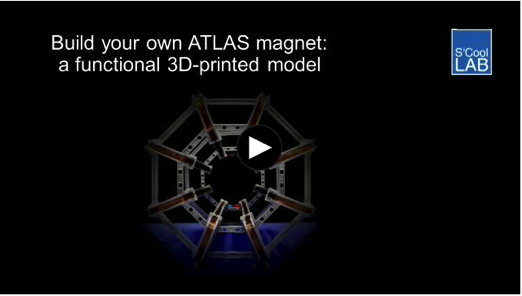 Build your own ATLAS magnet:
a functional 3D-printed model
S'Cool
LAB